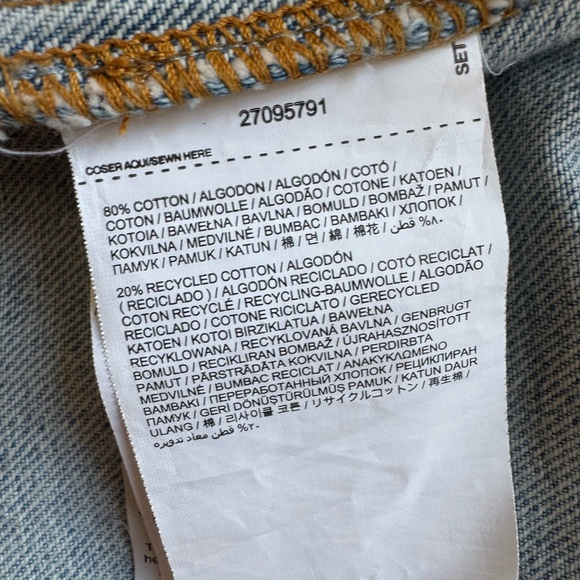 SET
27095791
COSER AQUI/SEWN HERE
80% COTTON / ALGODON / ALGODÓN / COTÓ /
COTON / BAUMWOLLE / ALGODÃO / COTONE / KATOEN /
KOTOIA / BAWEŁNA / BAVLNA / BOMULD / BOMBAŽ / PAMUT /
KOKVILNA / MEDVILNĖ / BUMBAC / ΒΑΜΒΑΚΙ / ХЛОПОК /
ПАМУК / PAMUK / KATUN / 棉 / 면 / 綿 / 棉花 / قطن ٨٠%
20% RECYCLED COTTON / ALGODÓN
( RECICLADO ) / ALGODÓN RECICLADO / COTÓ RECICLAT /
COTON RECYCLÉ / RECYCLING-BAUMWOLLE / ALGODÃO
RECICLADO / COTONE RICICLATO / GERECYCLED
KATOEN / KOTOI BIRZIKLATUA / BAWEŁNA
RECYKLOWANA / RECYKLOVANÁ BAVLNA / GENBRUGT
BOMULD / RECIKLIRAN BOMBAŽ / ÚJRAHASZNOSÍTOTT
PAMUT / PĀRSTRĀDĀTA KOKVILNA / PERDIRBTA
MEDVILNĖ / BUMBAC RECICLAT / ΑΝΑΚΥΚΛΩΜΕΝΟ
ΒΑΜΒΑΚΙ / ПЕРЕРАБОТАННЫЙ ХЛОПОК / РЕЦИКЛИРАН
ПАМУК / GERİ DÖNÜŞTÜRÜLMÜŞ PAMUK / KATUN DAUR
ULANG / 棉 / 리사이클 코튼 / リサイクルコットン / 再生棉 /
٢٠% قطن معاد تدويره